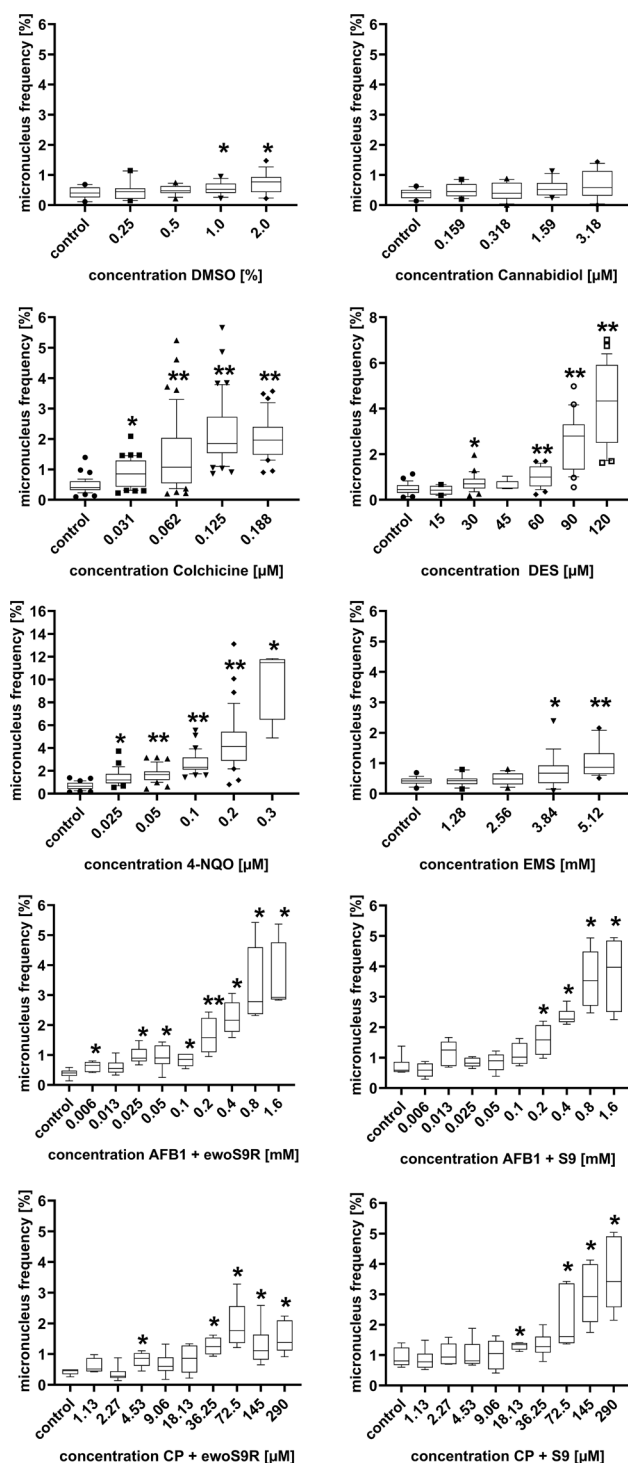 micronucleus frequency [%]
6
5
4
3
2
1
0
* *
control 0.25 0.5 1.0 2.0
concentration DMSO [%]
micronucleus frequency [%]
6
5
4
3
2
1
0
control 0.159 0.318 1.59 3.18
concentration Cannabidiol [µM]
micronucleus frequency [%]
6
5
4
3
2
1
0
* ** ** **
control 0.031 0.062 0.125 0.188
concentration Colchicine [µM]
micronucleus frequency [%]
8
6
4
2
0
* ** ** **
control 15 30 45 60 90 120
concentration DES [µM]
micronucleus frequency [%]
16
12
10
8
6
4
2
0
* ** ** ** *
control 0.025 0.05 0.1 0.2 0.3
concentration 4-NQO [µM]
micronucleus frequency [%]
6
5
4
3
2
1
0
* **
control 1.28 2.56 3.84 5.12
concentration EMS [mM]
micronucleus frequency [%]
6
5
4
3
2
1
0
* * * * ** * * *
control 0.006 0.013 0.025 0.05 0.1 0.2 0.4 0.8 1.6
concentration AFB1 + ewoS9R [mM]
micronucleus frequency [%]
6
5
4
3
2
1
0
* * * *
control 0.006 0.013 0.025 0.05 0.1 0.2 0.4 0.8 1.6
concentration AFB1 + S9 [mM]
micronucleus frequency [%]
6
5
4
3
2
1
0
* * * * *
control 1.13 2.27 4.53 9.06 18.13 36.25 72.5 145 290
concentration CP + ewoS9R [µM]
micronucleus frequency [%]
6
5
4
3
2
1
0
* * * *
control 1.13 2.27 4.53 9.06 18.13 36.25 72.5 145 290
concentration CP + S9 [µM]